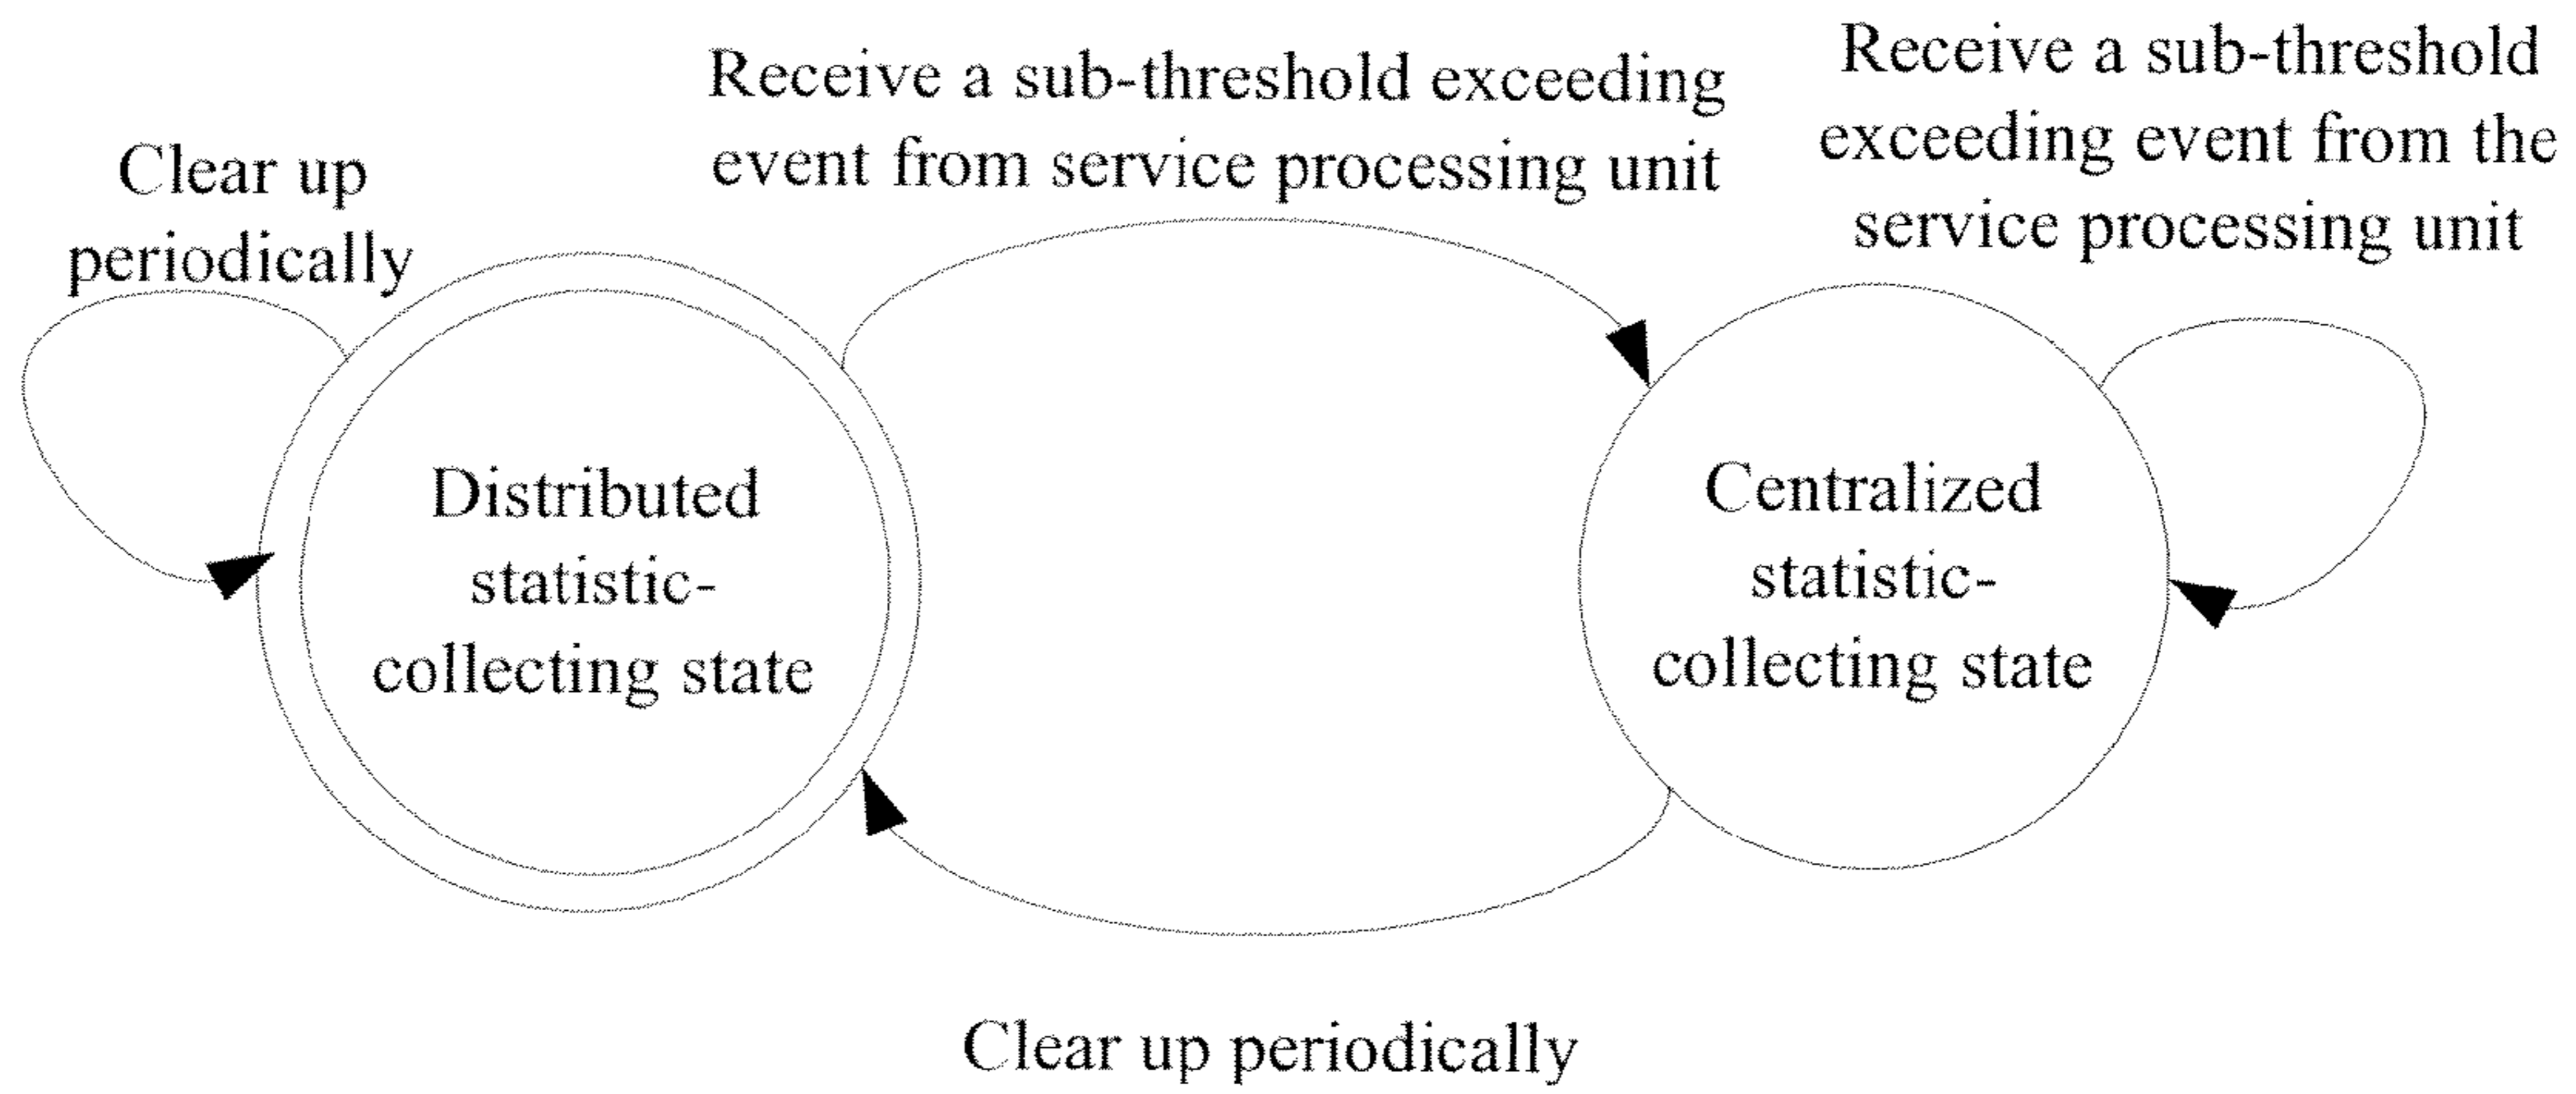 Clear up
periodically
Receive a sub-threshold exceeding
event from service processing unit
Receive a sub-threshold
exceeding event from the
service processing unit
Distributed
statistic-
collecting state
Centralized
statistic-
collecting state
Clear up periodically